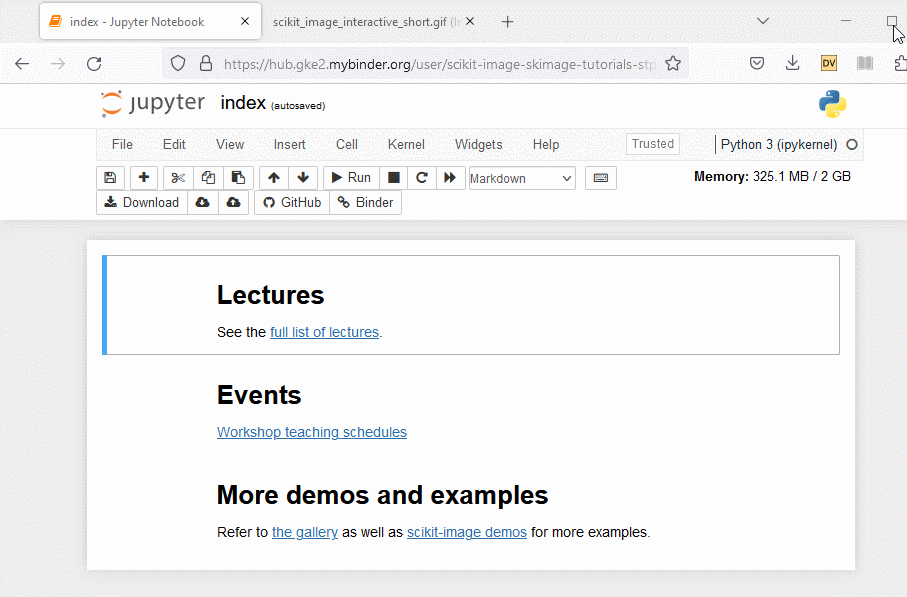 index - Jupyter Notebook
scikit_image_interactive_short.gif (I
https://hub.gke2.mybinder.org/user/scikit-image-skimage-tutorials-stp
DV
jupyter index (autosaved)
File Edit View Insert Cell Kernel Widgets Help Trusted Python 3 (ipykernel)
Run Markdown Memory: 325.1 MB / 2 GB
Download GitHub Binder
Lectures
See the full list of lectures.
Events
Workshop teaching schedules
More demos and examples
Refer to the gallery as well as scikit-image demos for more examples.